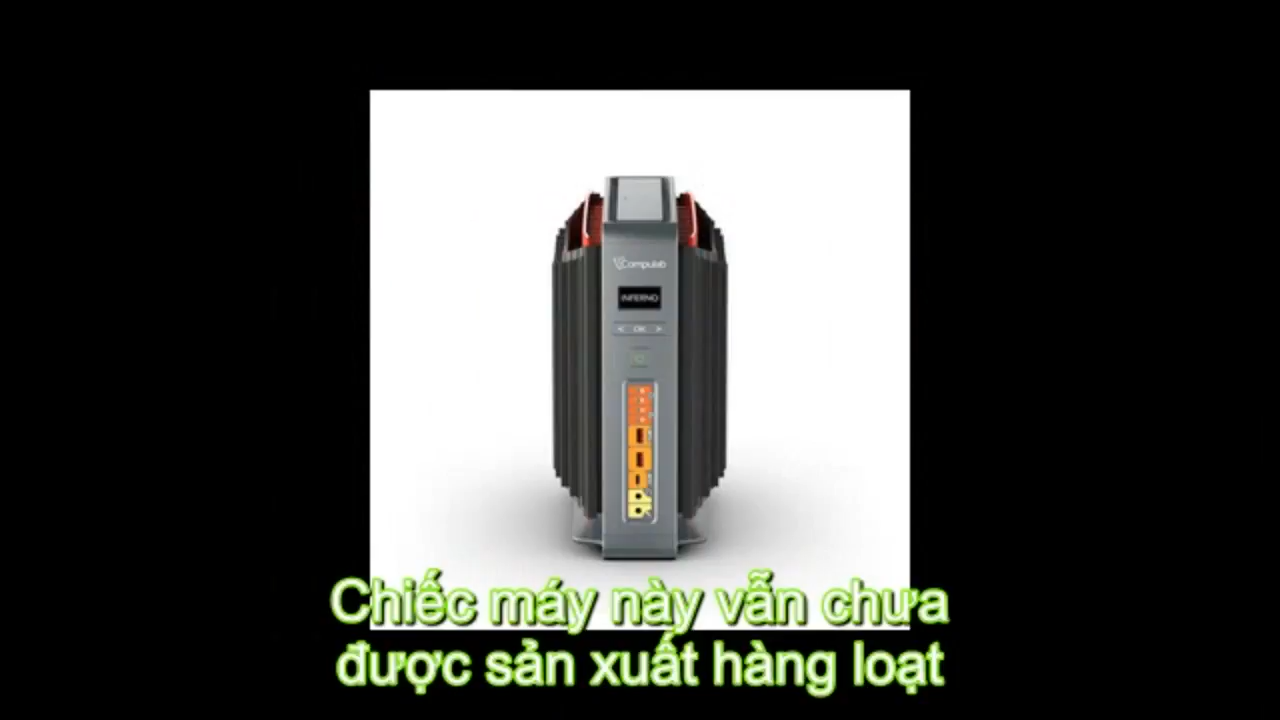 Compulab
INFERNO
< OK >
Chiếc máy này vẫn chưa
được sản xuất hàng loạt